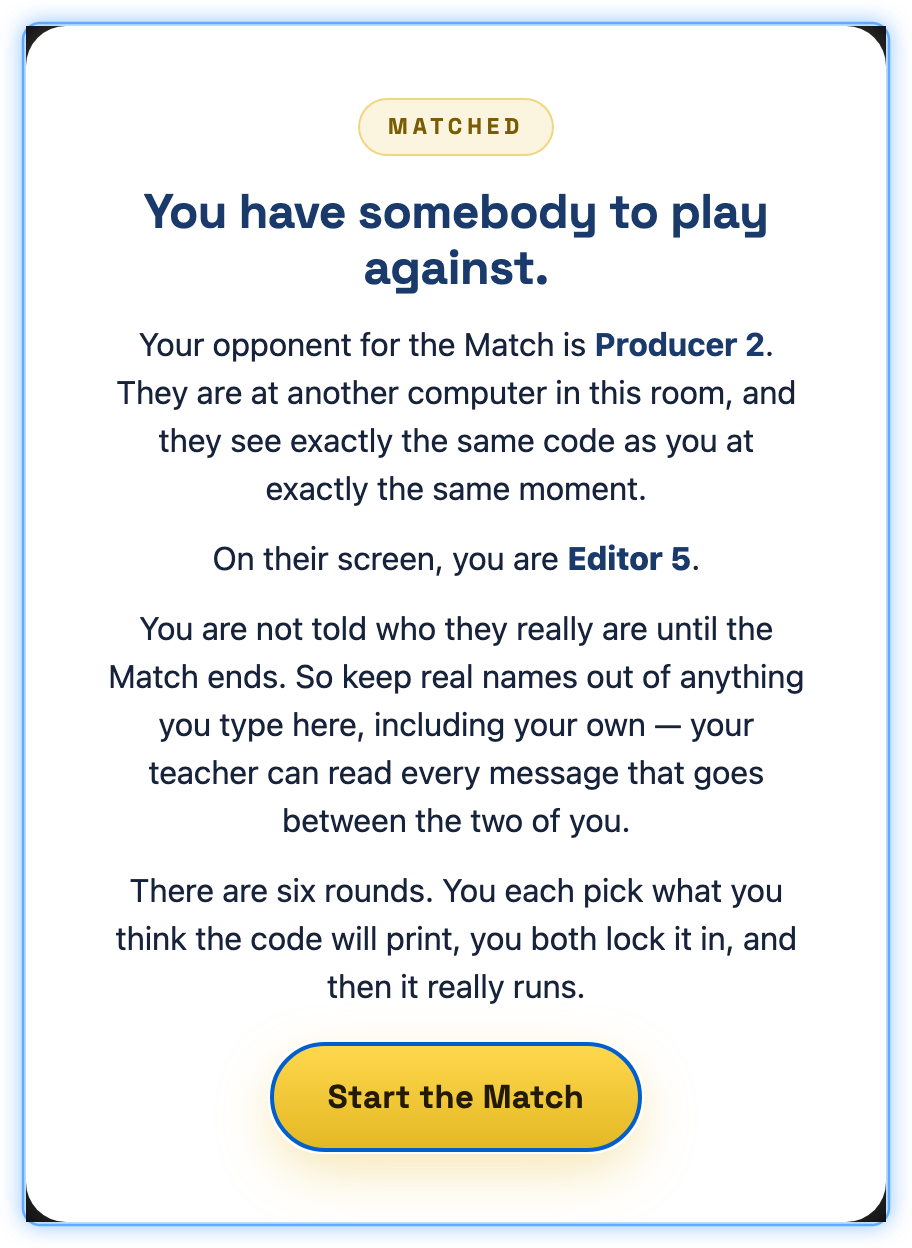 MATCHED
You have somebody to play
against.
Your opponent for the Match is Producer 2.
They are at another computer in this room, and
they see exactly the same code as you at
exactly the same moment.
On their screen, you are Editor 5.
You are not told who they really are until the
Match ends. So keep real names out of anything
you type here, including your own — your
teacher can read every message that goes
between the two of you.
There are six rounds. You each pick what you
think the code will print, you both lock it in, and
then it really runs.
Start the Match